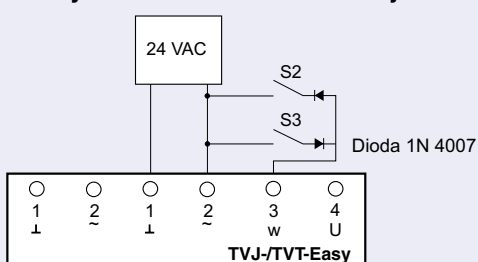 24 VAC
S2
S3
Dioda 1N 4007
1 2 1 2 3 4
⊥ ~ ⊥ ~ w U
TVJ-/TVT-Easy